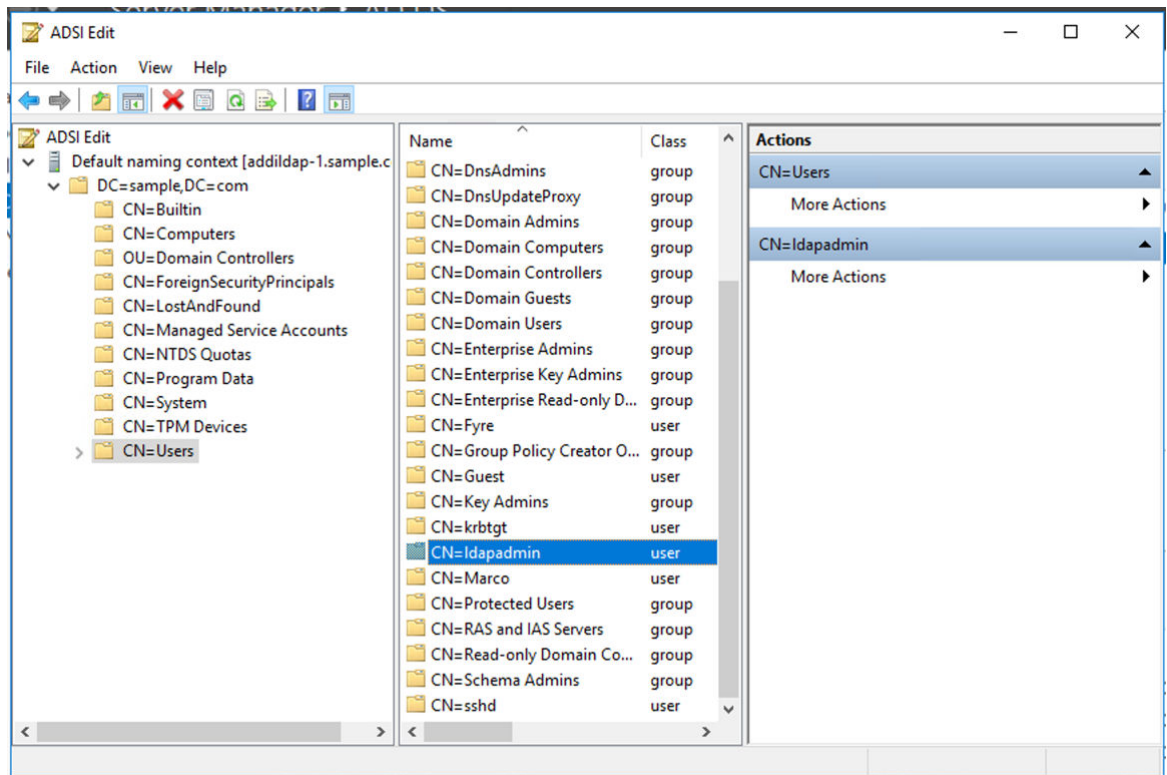 ADSI Edit
File Action View Help
ADSI Edit
Default naming context [addildap-1.sample.c
DC=sample,DC=com
CN=Builtin
CN=Computers
OU=Domain Controllers
CN=ForeignSecurityPrincipals
CN=LostAndFound
CN=Managed Service Accounts
CN=NTDS Quotas
CN=Program Data
CN=System
CN=TPM Devices
CN=Users
Name Class
CN=DnsAdmins group
CN=DnsUpdateProxy group
CN=Domain Admins group
CN=Domain Computers group
CN=Domain Controllers group
CN=Domain Guests group
CN=Domain Users group
CN=Enterprise Admins group
CN=Enterprise Key Admins group
CN=Enterprise Read-only D... group
CN=Fyre user
CN=Group Policy Creator O... group
CN=Guest user
CN=Key Admins group
CN=krbtgt user
CN=ldapadmin user
CN=Marco user
CN=Protected Users group
CN=RAS and IAS Servers group
CN=Read-only Domain Co... group
CN=Schema Admins group
CN=sshd user
Actions
CN=Users
More Actions
CN=ldapadmin
More Actions